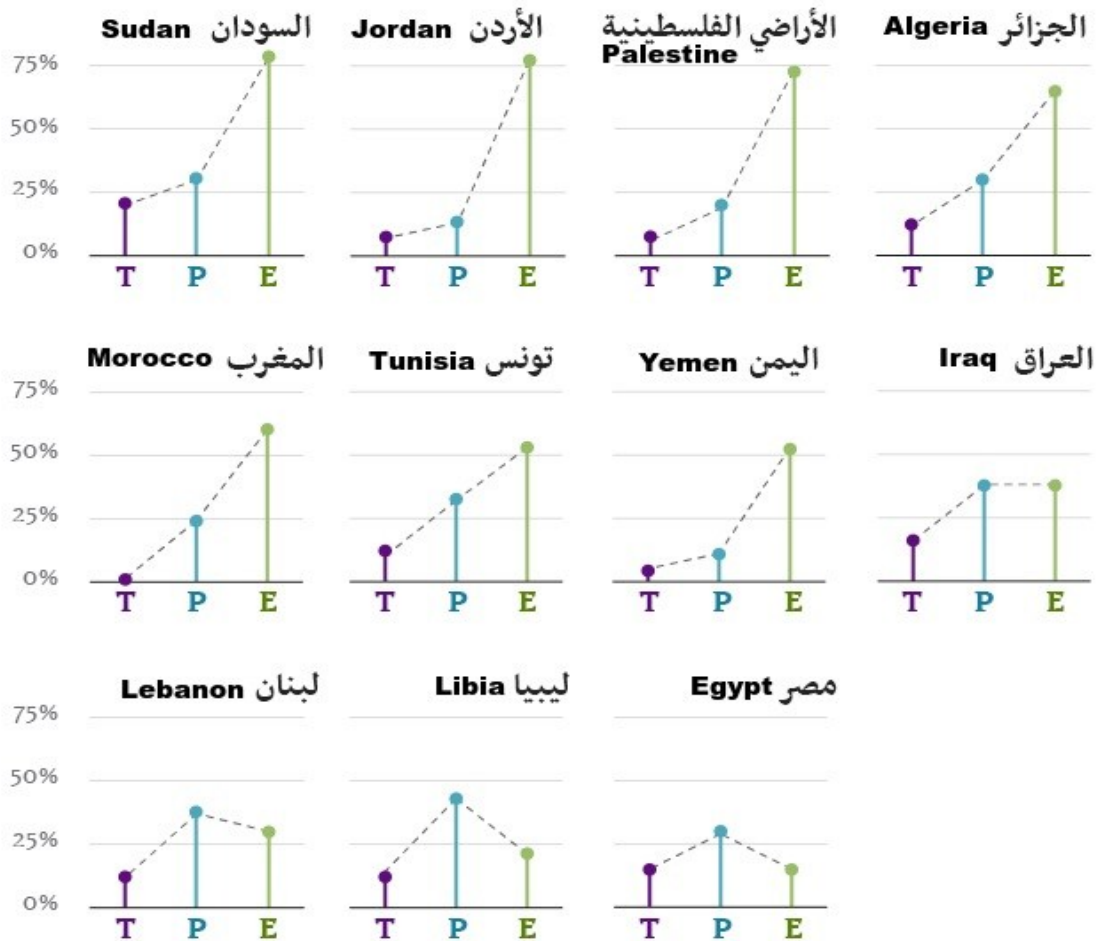 Sudan السودان
Jordan الأردن
الأراضي الفلسطينية
Palestine
Algeria الجزائر
75%
50%
25%
0%
T P E
T P E
T P E
T P E
Morocco المغرب
Tunisia تونس
Yemen اليمن
Iraq العراق
75%
50%
25%
0%
T P E
T P E
T P E
T P E
Lebanon لبنان
Libia ليبيا
Egypt مصر
75%
50%
25%
0%
T P E
T P E
T P E